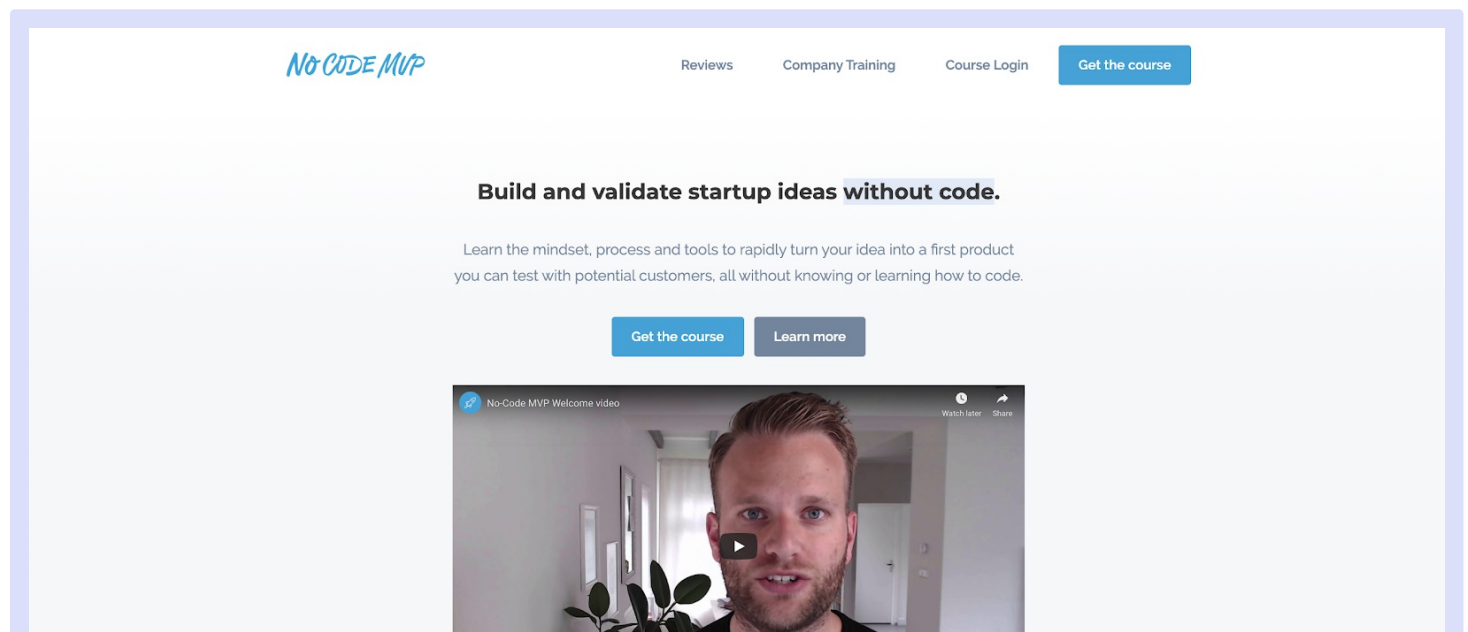 No Code MVP
Reviews
Company Training
Course Login
Get the course
Build and validate startup ideas without code.
Learn the mindset, process and tools to rapidly turn your idea into a first product
you can test with potential customers, all without knowing or learning how to code.
Get the course
Learn more
No-Code MVP Welcome video
Watch later
Share